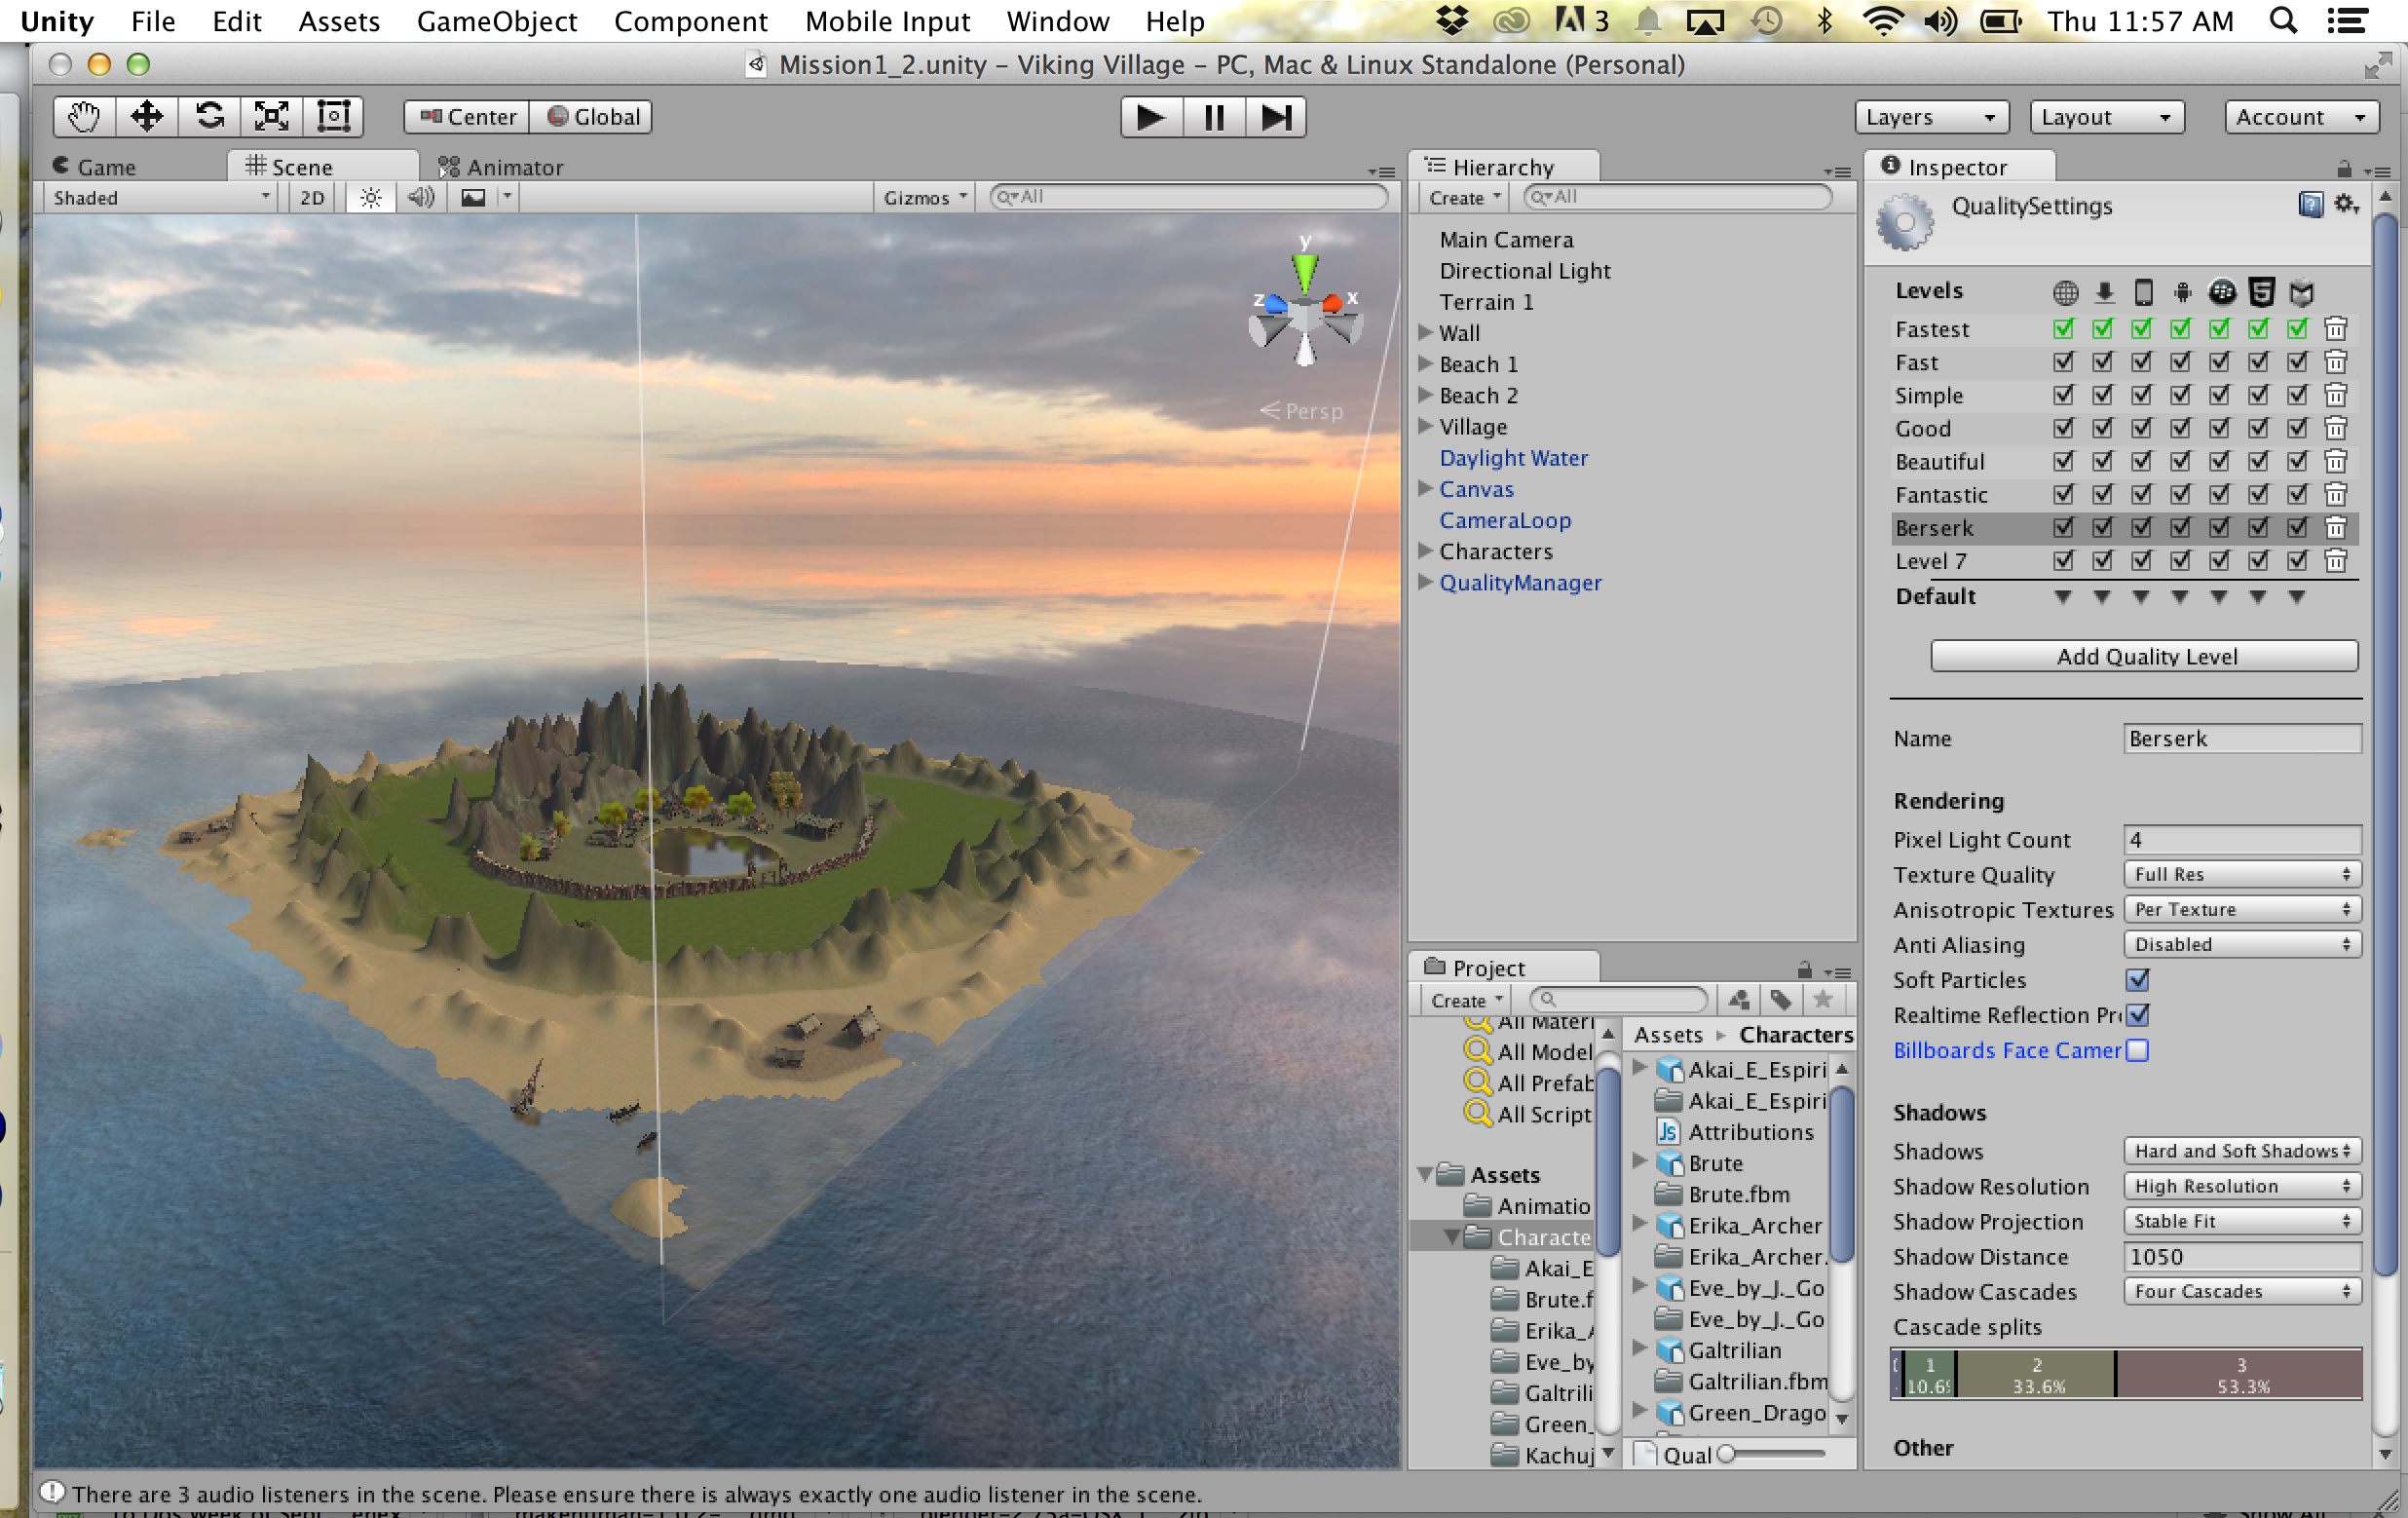 Unity File Edit Assets GameObject Component Mobile Input Window Help 3 Thu 11:57 AM
Mission1_2.unity – Viking Village – PC, Mac & Linux Standalone (Personal)
Center Global Layers Layout Account
Game Scene Animator
Shaded 2D Gizmos All
y
z x
Persp
Hierarchy
Create All
Main Camera
Directional Light
Terrain 1
Wall
Beach 1
Beach 2
Village
Daylight Water
Canvas
CameraLoop
Characters
QualityManager
Project
Create
All Materi
All Model
All Prefab
All Script
Assets
Animatio
Characte
Akai_E
Brute.f
Erika_A
Eve_by
Galtrili
Green_
Kachuj
Assets Characters
Akai_E_Espiri
Akai_E_Espiri
Attributions
Brute
Brute.fbm
Erika_Archer
Erika_Archer.
Eve_by_J._Go
Eve_by_J._Go
Galtrilian
Galtrilian.fbm
Green_Drago
Qual
Inspector
QualitySettings
Levels
Fastest
Fast
Simple
Good
Beautiful
Fantastic
Berserk
Level 7
Default
Add Quality Level
Name Berserk
Rendering
Pixel Light Count 4
Texture Quality Full Res
Anisotropic Textures Per Texture
Anti Aliasing Disabled
Soft Particles
Realtime Reflection Pr
Billboards Face Camer
Shadows
Shadows Hard and Soft Shadows
Shadow Resolution High Resolution
Shadow Projection Stable Fit
Shadow Distance 1050
Shadow Cascades Four Cascades
Cascade splits
1 2 3
10.6 33.6% 53.3%
Other
There are 3 audio listeners in the scene. Please ensure there is always exactly one audio listener in the scene.